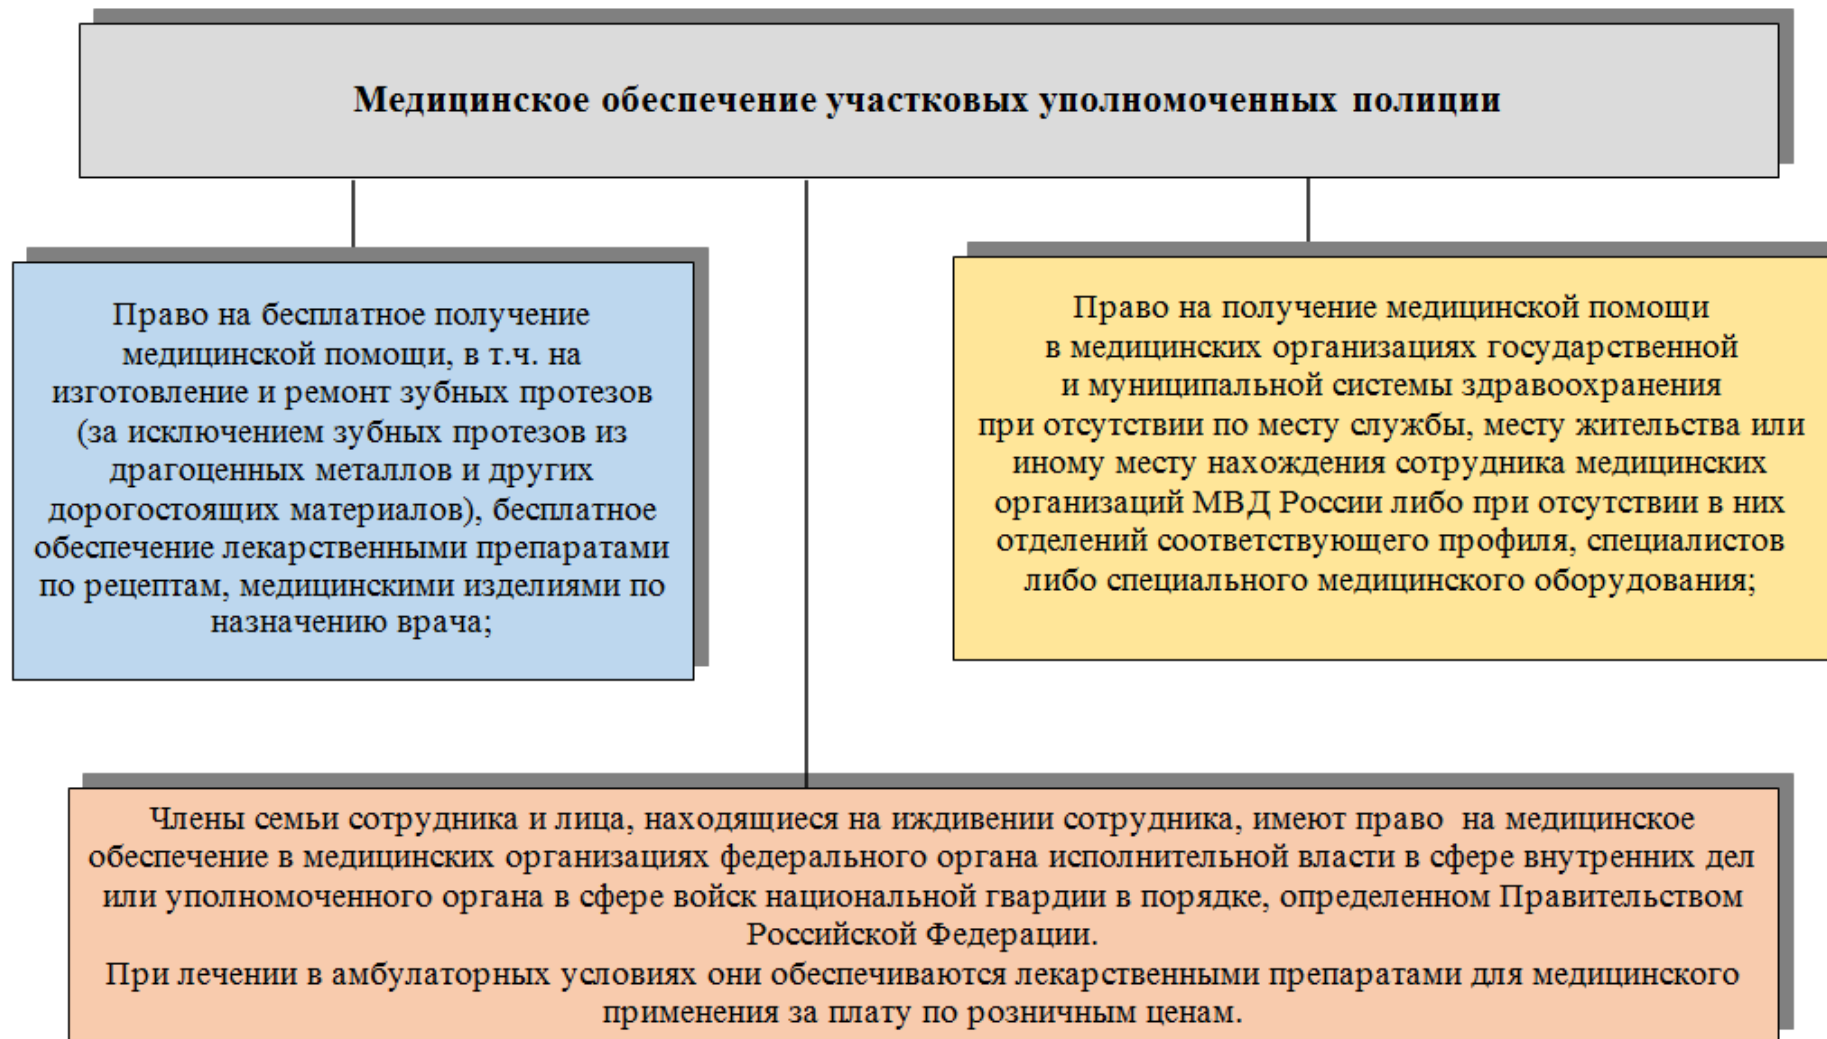 Медицинское обеспечение участковых уполномоченных полиции
Право на бесплатное получение
медицинской помощи, в т.ч. на
изготовление и ремонт зубных протезов
(за исключением зубных протезов из
драгоценных металлов и других
дорогостоящих материалов), бесплатное
обеспечение лекарственными препаратами
по рецептам, медицинскими изделиями по
назначению врача;
Право на получение медицинской помощи
в медицинских организациях государственной
и муниципальной системы здравоохранения
при отсутствии по месту службы, месту жительства или
иному месту нахождения сотрудника медицинских
организаций МВД России либо при отсутствии в них
отделений соответствующего профиля, специалистов
либо специального медицинского оборудования;
Члены семьи сотрудника и лица, находящиеся на иждивении сотрудника, имеют право  на медицинское
обеспечение в медицинских организациях федерального органа исполнительной власти в сфере внутренних дел
или уполномоченного органа в сфере войск национальной гвардии в порядке, определенном Правительством
Российской Федерации.
При лечении в амбулаторных условиях они обеспечиваются лекарственными препаратами для медицинского
применения за плату по розничным ценам.